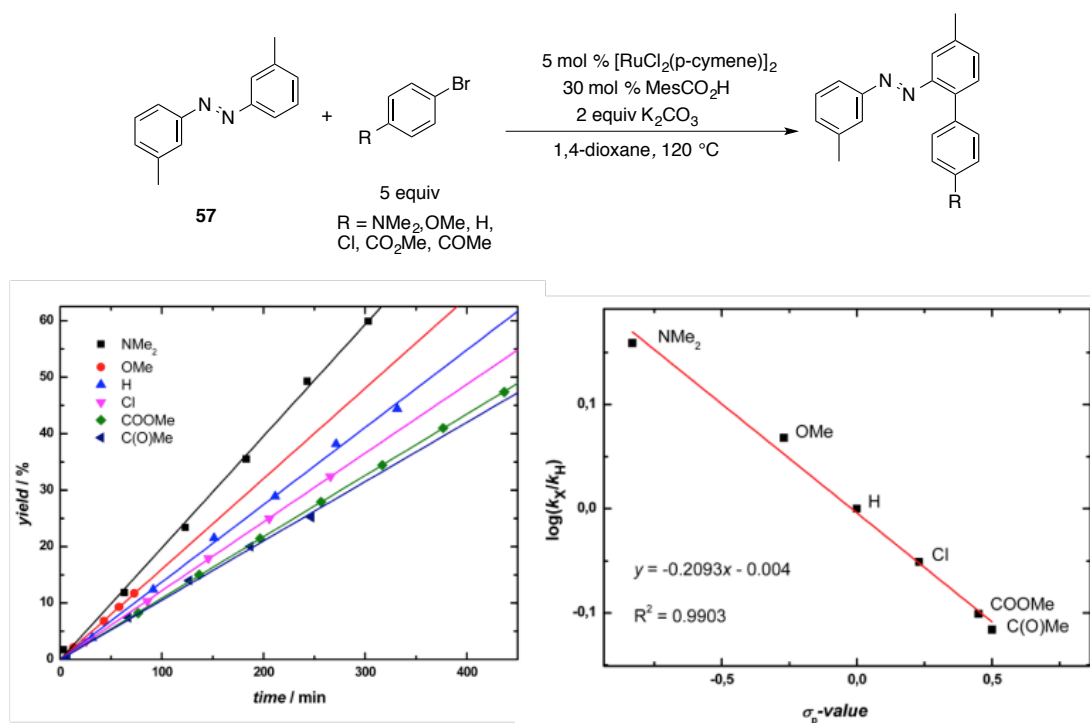 5 mol % [RuCl2(p-cymene)]2
30 mol % MesCO2H
2 equiv K2CO3
1,4-dioxane, 120 °C
N
N
+
Br
R
N
N
R
57
5 equiv
R = NMe2,OMe, H,
Cl, CO2Me, COMe
60
50
40
30
20
10
0
yield / %
NMe2
OMe
H
Cl
COOMe
C(O)Me
0
100
200
300
400
time / min
0,1
0,0
-0,1
log(kX/kH)
NMe2
OMe
H
Cl
COOMe
C(O)Me
y = -0.2093x - 0.004
R2 = 0.9903
-0,5
0,0
0,5
σp-value